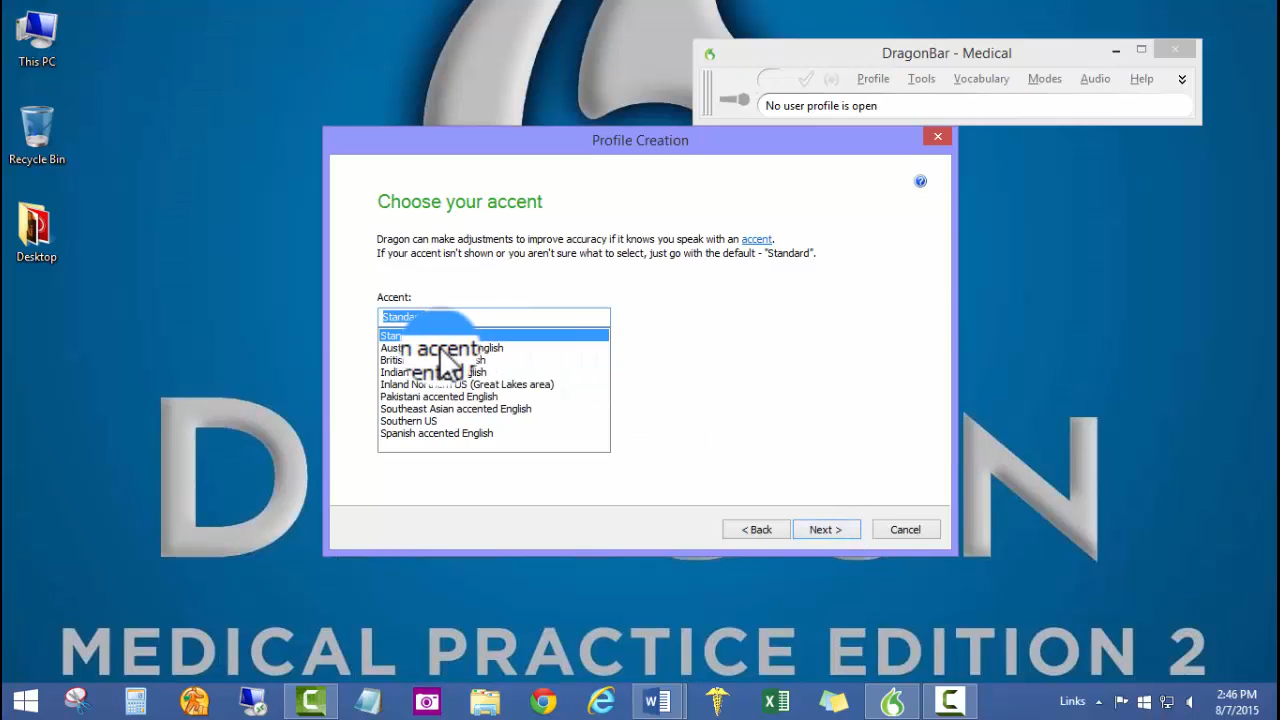 This PC
Recycle Bin
Desktop
DragonBar - Medical
Profile Tools Vocabulary Modes Audio Help
No user profile is open
Profile Creation
Choose your accent
Dragon can make adjustments to improve accuracy if it knows you speak with an accent.
If your accent isn't shown or you aren't sure what to select, just go with the default - "Standard".
Accent:
n accent
ented
Inland US (Great Lakes area)
Pakistani accented English
Southeast Asian accented English
Southern US
Spanish accented English
< Back Next > Cancel
MEDICAL PRACTICE EDITION 2
Links
2:46 PM
8/7/2015